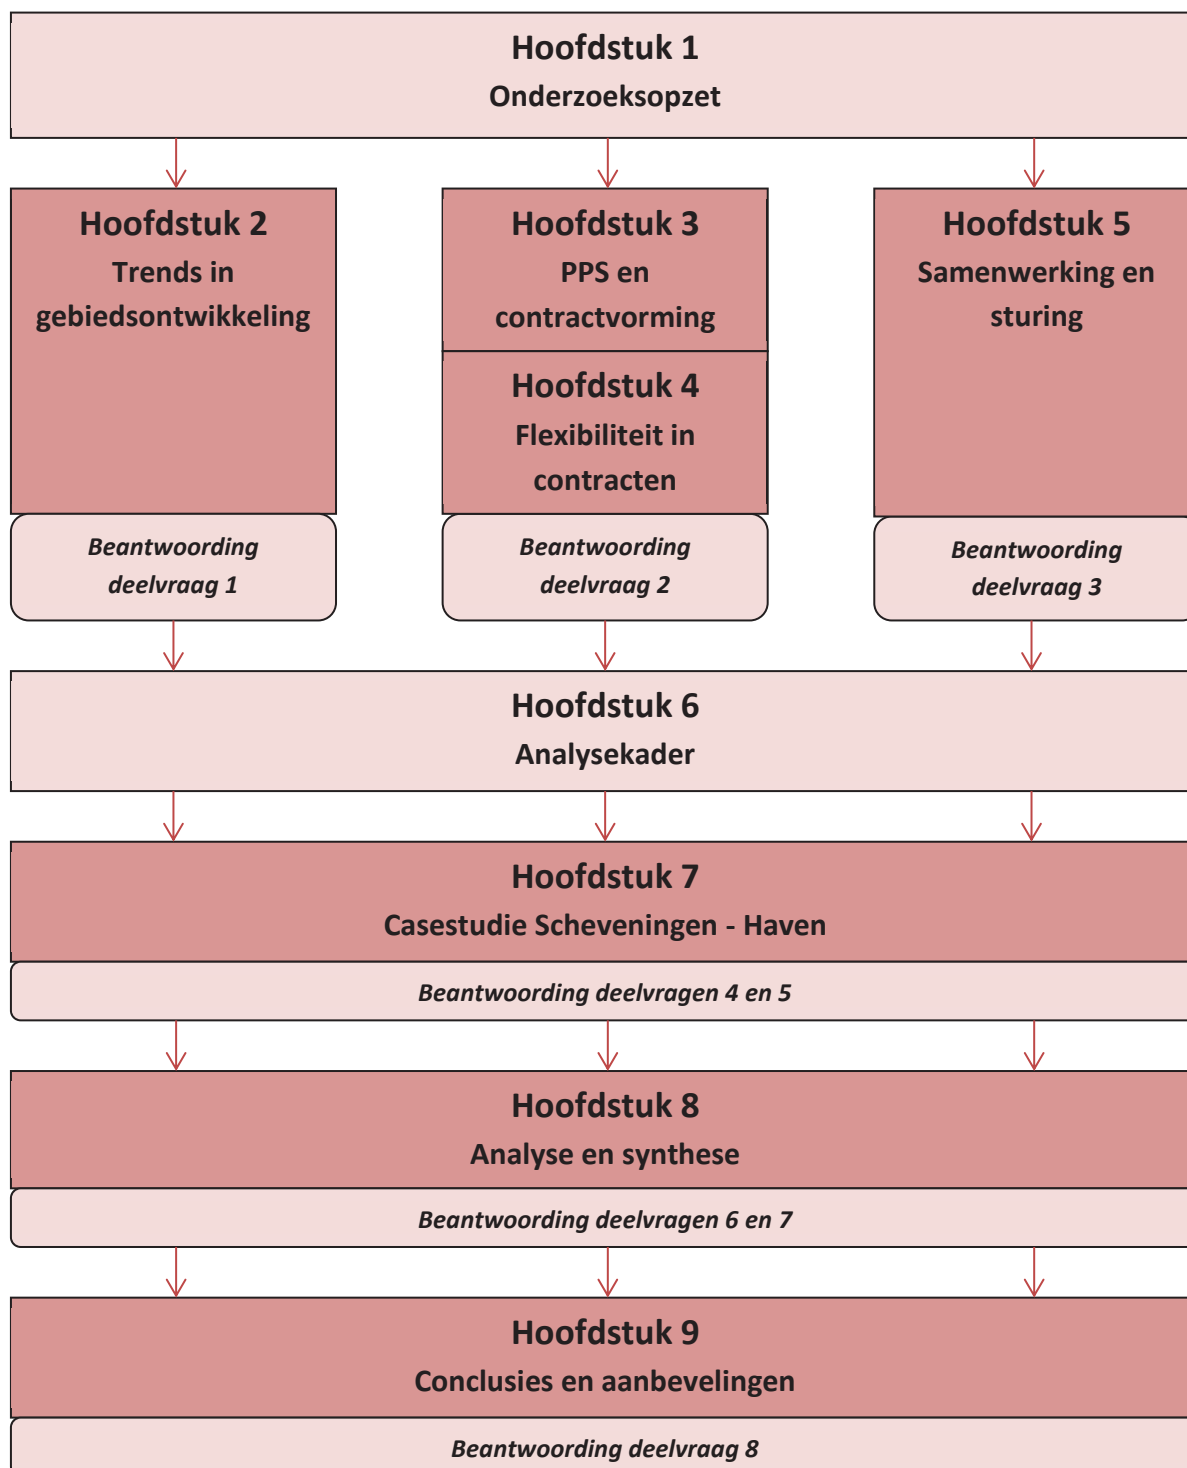 Hoofdstuk 1
Onderzoeksopzet
Hoofdstuk 2
Trends in
gebiedsontwikkeling
Beantwoording
deelvraag 1
Hoofdstuk 3
PPS en
contractvorming
Hoofdstuk 4
Flexibiliteit in
contracten
Beantwoording
deelvraag 2
Hoofdstuk 5
Samenwerking en
sturing
Beantwoording
deelvraag 3
Hoofdstuk 6
Analysekader
Hoofdstuk 7
Casestudie Scheveningen - Haven
Beantwoording deelvragen 4 en 5
Hoofdstuk 8
Analyse en synthese
Beantwoording deelvragen 6 en 7
Hoofdstuk 9
Conclusies en aanbevelingen
Beantwoording deelvraag 8